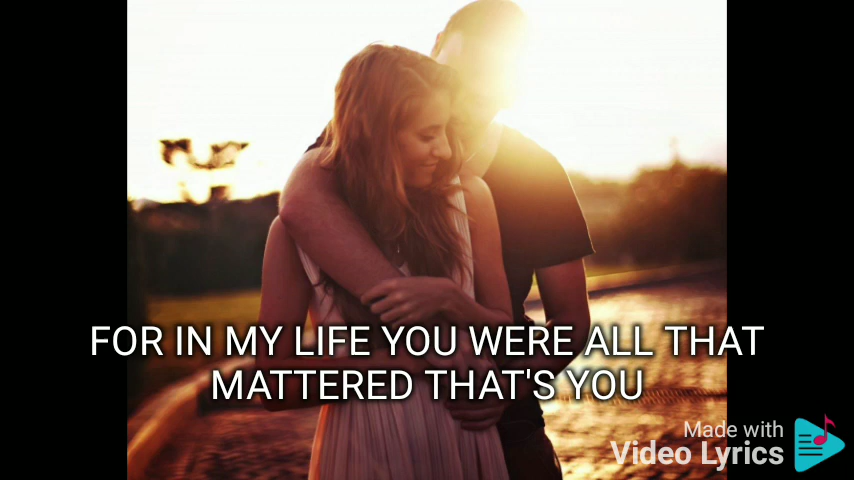 FOR IN MY LIFE YOU WERE ALL THAT
MATTERED THAT'S YOU
Made with
Video Lyrics